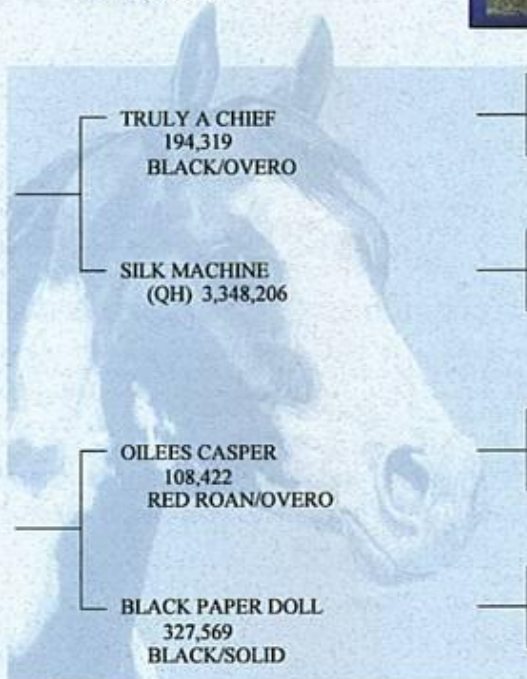 TRULY A CHIEF
194,319
BLACK/OVERO
SILK MACHINE
(QH) 3,348,206
OILEES CASPER
108,422
RED ROAN/OVERO
BLACK PAPER DOLL
327,569
BLACK/SOLID